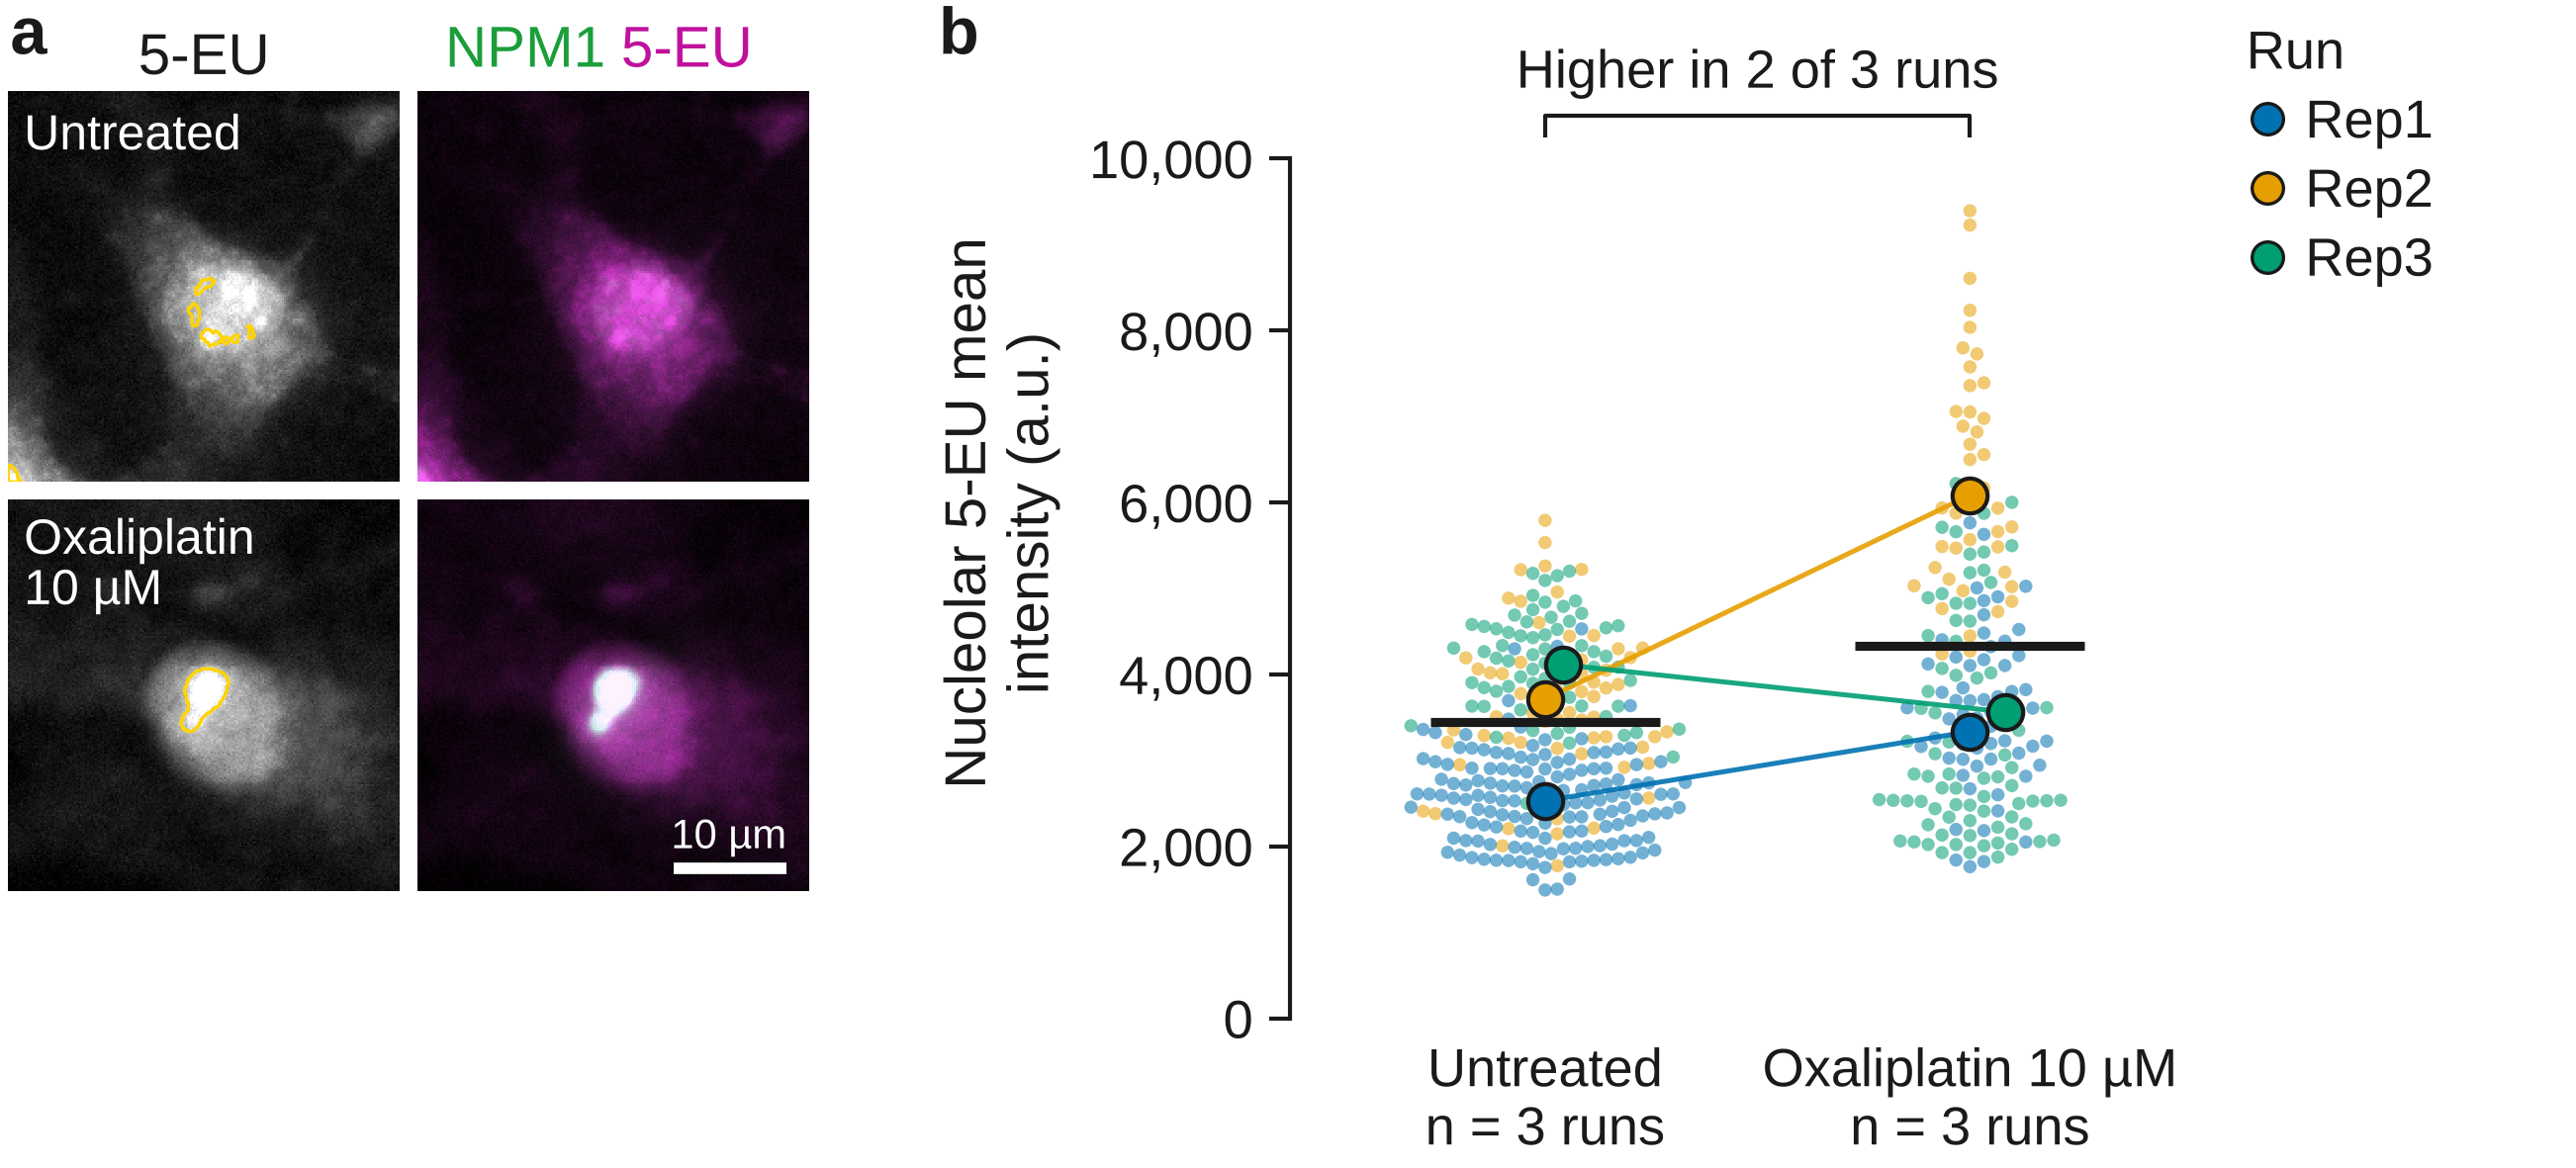 a
5-EU
NPM1 5-EU
Untreated
Oxaliplatin
10 µM
10 µm
b
Higher in 2 of 3 runs
Nucleolar 5-EU mean
intensity (a.u.)
10,000
8,000
6,000
4,000
2,000
0
Untreated
n = 3 runs
Oxaliplatin 10 µM
n = 3 runs
Run
Rep1
Rep2
Rep3